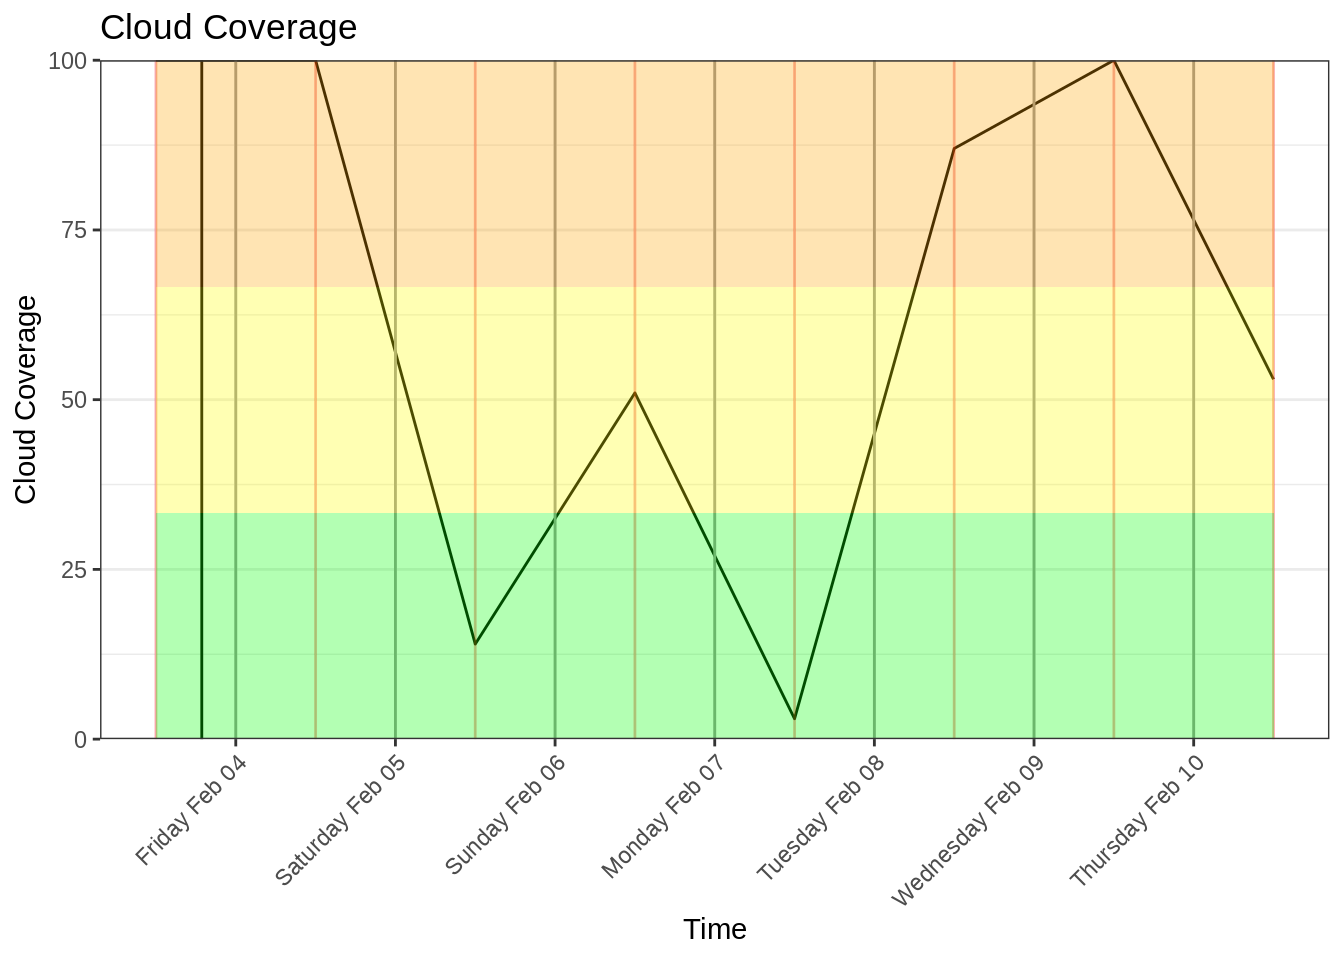 Cloud Coverage
100
75
50
25
0
Cloud Coverage
Friday Feb 04
Saturday Feb 05
Sunday Feb 06
Monday Feb 07
Tuesday Feb 08
Wednesday Feb 09
Thursday Feb 10
Time